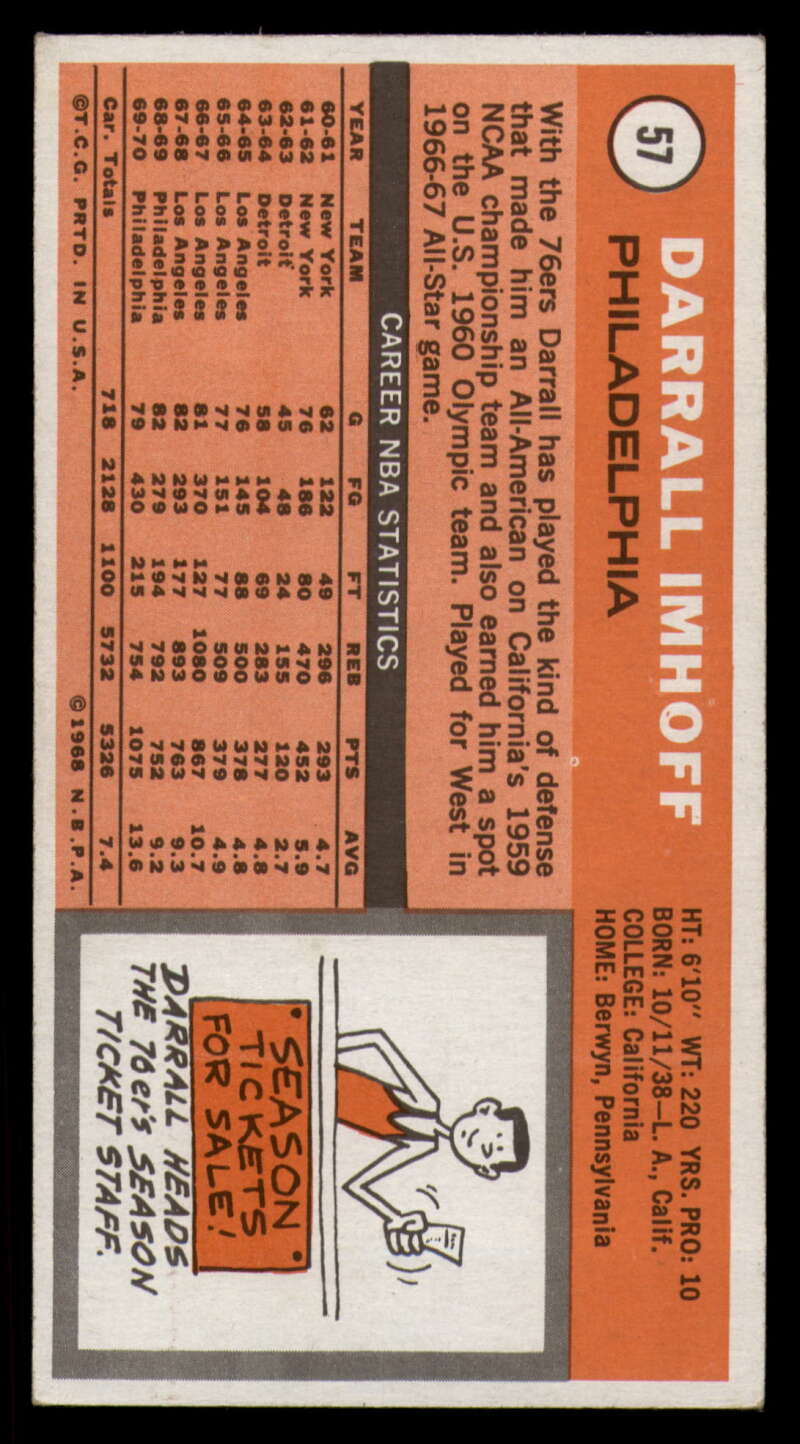 57
DARRALL IMHOFF
PHILADELPHIA
HT: 6'10" WT: 220 YRS. PRO: 10
BORN: 10/11/38—L. A., Calif.
COLLEGE: California
HOME: Berwyn, Pennsylvania
With the 76ers Darrall has played the kind of defense
that made him an All-American on California's 1959
NCAA championship team and also earned him a spot
on the U.S. 1960 Olympic team. Played for West in
1966-67 All-Star game.
CAREER NBA STATISTICS
YEAR TEAM G FG FT REB PTS AVG
60-61 New York 62 122 49 296 293 4.7
61-62 New York 76 186 80 470 452 5.9
62-63 Detroit 45 48 24 155 120 2.7
63-64 Detroit 58 104 69 283 277 4.8
64-65 Los Angeles 76 145 88 500 378 4.8
65-66 Los Angeles 77 151 77 509 379 4.9
66-67 Los Angeles 81 370 127 1080 867 10.7
67-68 Los Angeles 82 293 177 893 763 9.3
68-69 Philadelphia 82 279 194 792 752 9.2
69-70 Philadelphia 79 430 215 754 1075 13.6
Car. Totals 718 2128 1100 5732 5326 7.4
©T.C.G. PRTD. IN U.S.A. ©1968 N.B.P.A.
SEASON
TICKETS
FOR SALE!
DARRALL HEADS
THE 76er's SEASON
TICKET STAFF.